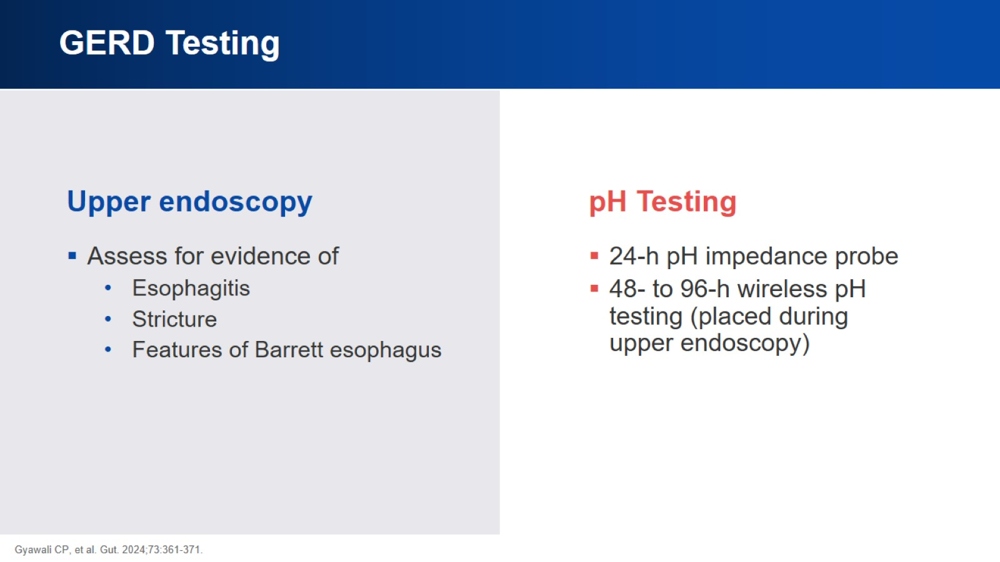 GERD Testing
Upper endoscopy
▪ Assess for evidence of
• Esophagitis
• Stricture
• Features of Barrett esophagus
pH Testing
▪ 24-h pH impedance probe
▪ 48- to 96-h wireless pH
testing (placed during
upper endoscopy)
Gyawali CP, et al. Gut. 2024;73:361-371.